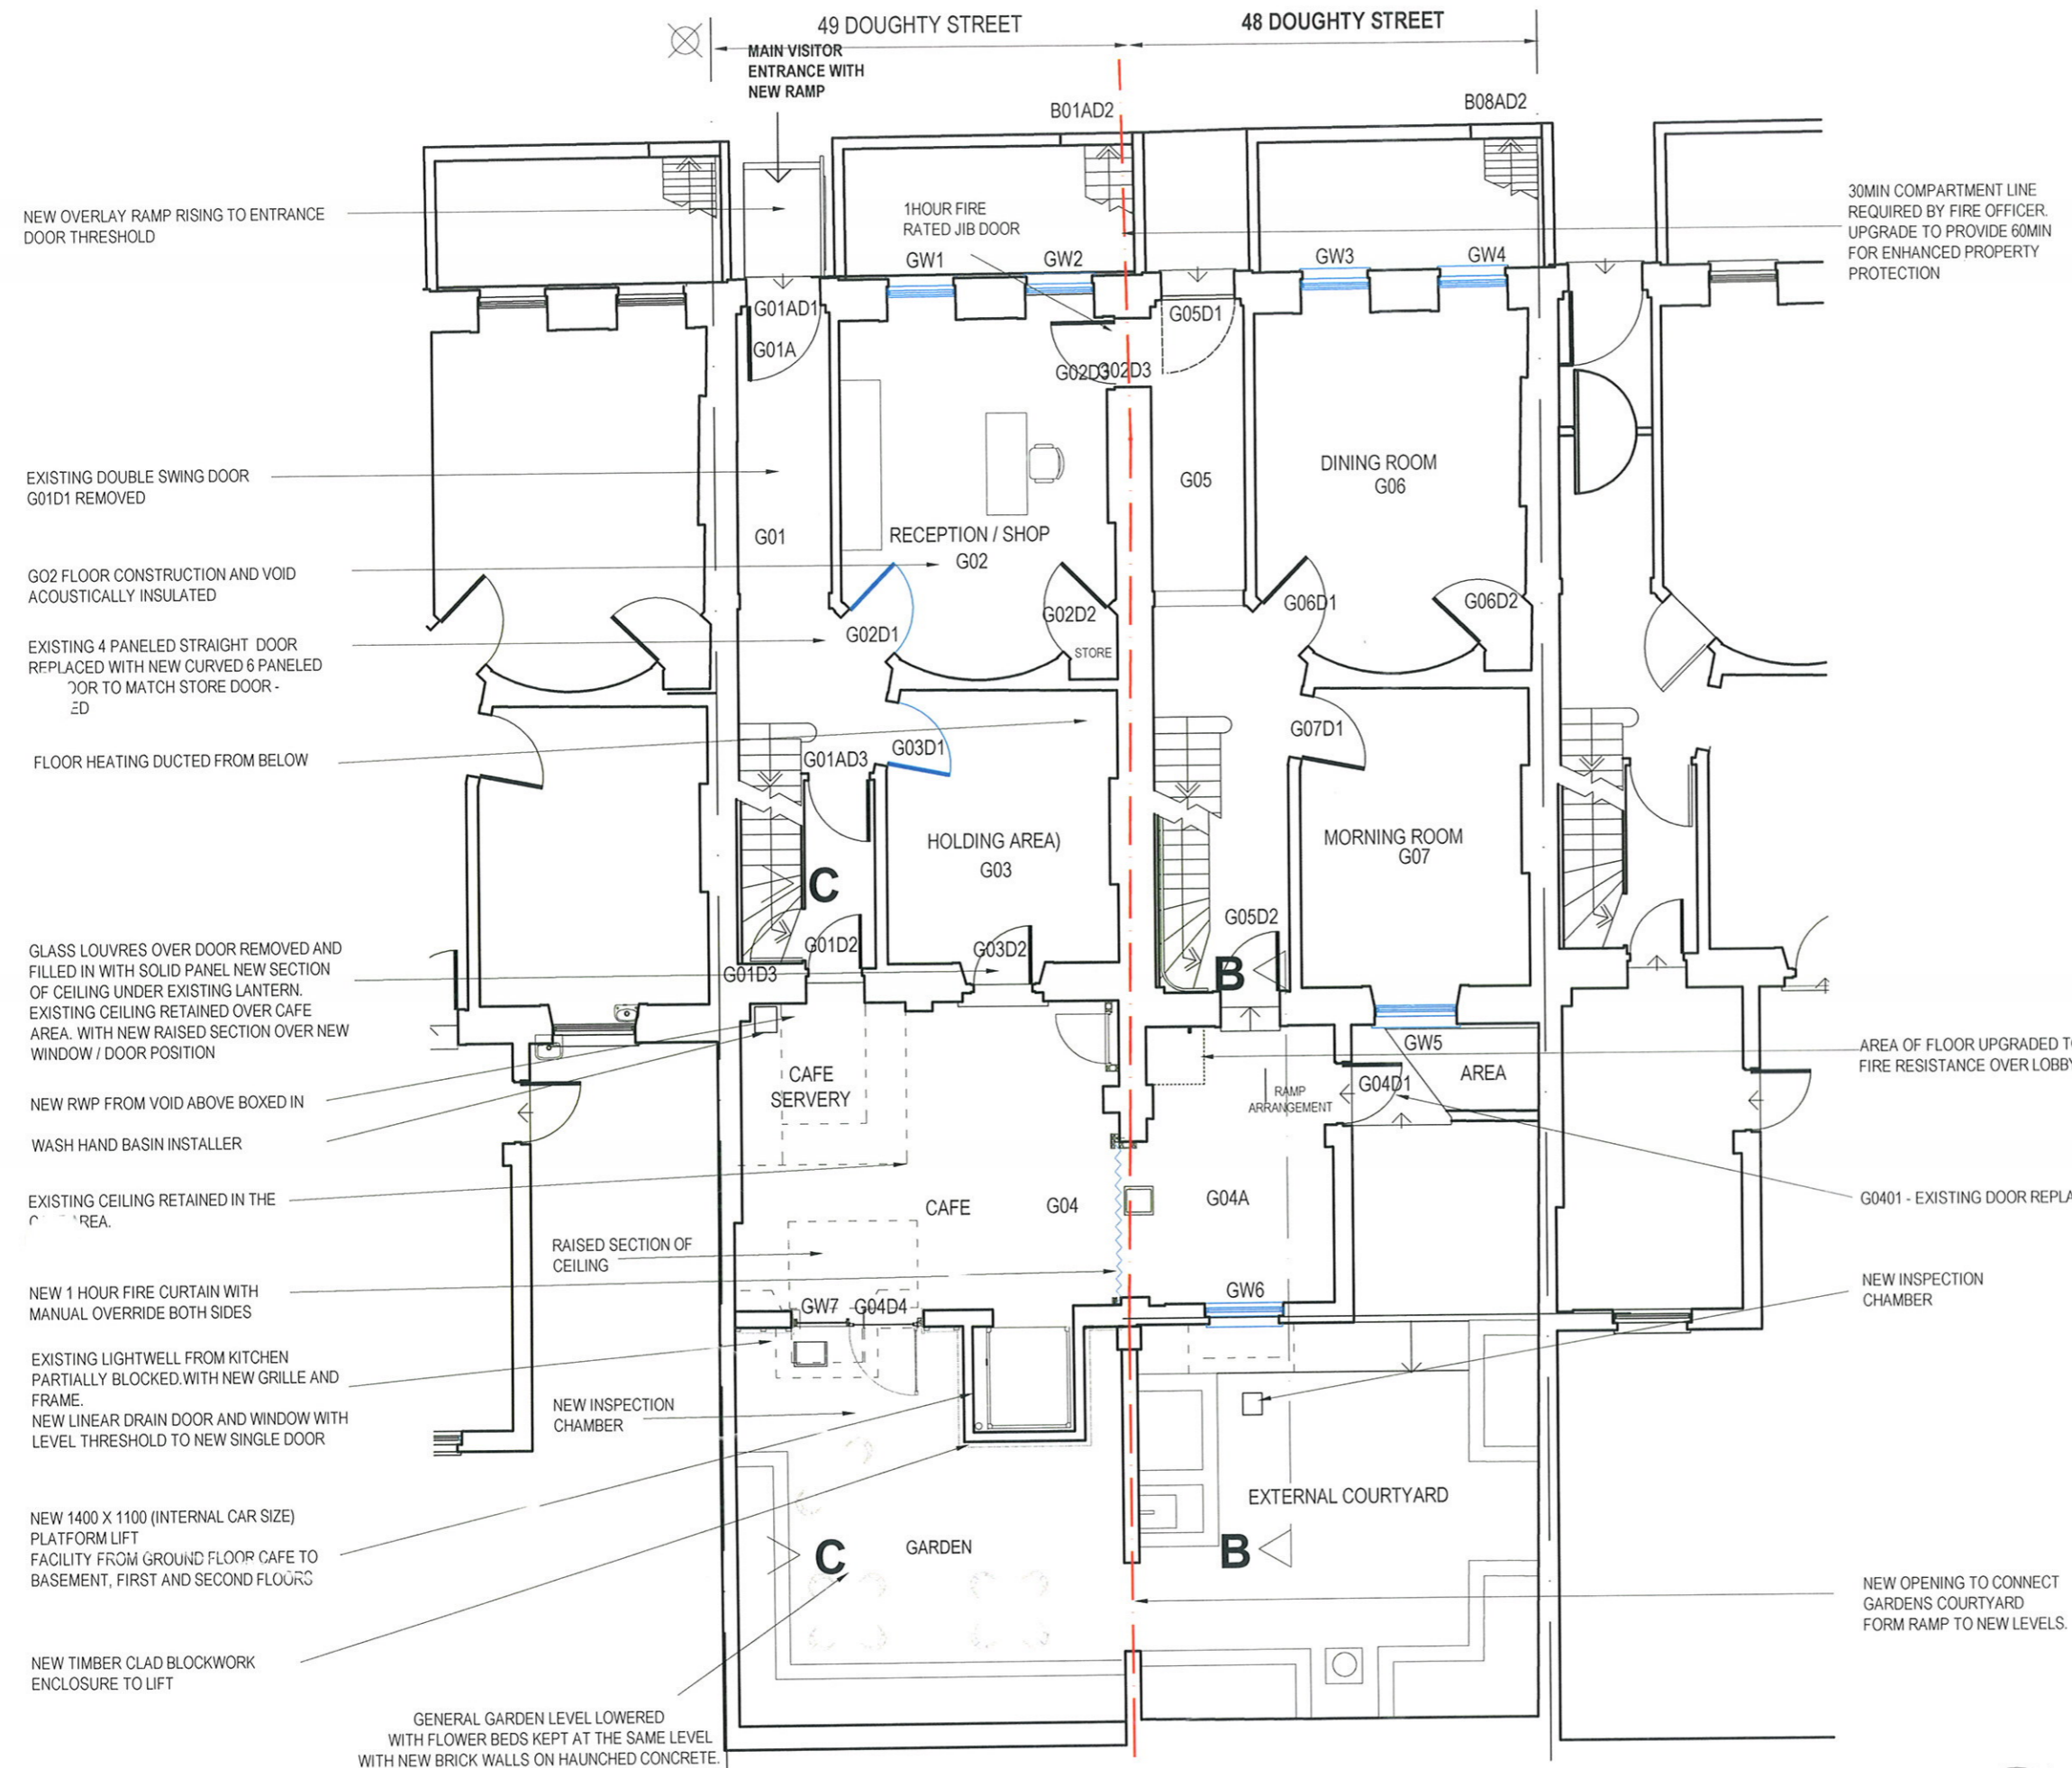 49 DOUGHTY STREET
48 DOUGHTY STREET
MAIN VISITOR
ENTRANCE WITH
NEW RAMP
B01AD2
B08AD2
NEW OVERLAY RAMP RISING TO ENTRANCE
DOOR THRESHOLD
1HOUR FIRE
RATED JIB DOOR
30MIN COMPARTMENT LINE
REQUIRED BY FIRE OFFICER.
UPGRADE TO PROVIDE 60MIN
FOR ENHANCED PROPERTY
PROTECTION
GW1
GW2
GW3
GW4
G01AD1
G01A
G05D1
G02D3
G02D3
EXISTING DOUBLE SWING DOOR
G01D1 REMOVED
DINING ROOM
G06
G05
G01
RECEPTION / SHOP
G02
GO2 FLOOR CONSTRUCTION AND VOID
ACOUSTICALLY INSULATED
G02D1
G02D2
STORE
G06D1
G06D2
EXISTING 4 PANELED STRAIGHT DOOR
REPLACED WITH NEW CURVED 6 PANELED
OOR TO MATCH STORE DOOR -
ED
FLOOR HEATING DUCTED FROM BELOW
G01AD3
G03D1
G07D1
HOLDING AREA)
G03
MORNING ROOM
G07
C
G01D2
G01D3
G03D2
G05D2
B
GLASS LOUVRES OVER DOOR REMOVED AND
FILLED IN WITH SOLID PANEL NEW SECTION
OF CEILING UNDER EXISTING LANTERN.
EXISTING CEILING RETAINED OVER CAFE
AREA. WITH NEW RAISED SECTION OVER NEW
WINDOW / DOOR POSITION
GW5
AREA
G04D1
RAMP
ARRANGEMENT
AREA OF FLOOR UPGRADED TO
FIRE RESISTANCE OVER LOBBY
CAFE
SERVERY
NEW RWP FROM VOID ABOVE BOXED IN
WASH HAND BASIN INSTALLER
EXISTING CEILING RETAINED IN THE
REA.
CAFE
G04
G04A
G0401 - EXISTING DOOR REPLA
RAISED SECTION OF
CEILING
NEW 1 HOUR FIRE CURTAIN WITH
MANUAL OVERRIDE BOTH SIDES
GW7
G04D4
GW6
NEW INSPECTION
CHAMBER
EXISTING LIGHTWELL FROM KITCHEN
PARTIALLY BLOCKED.WITH NEW GRILLE AND
FRAME.
NEW LINEAR DRAIN DOOR AND WINDOW WITH
LEVEL THRESHOLD TO NEW SINGLE DOOR
NEW INSPECTION
CHAMBER
EXTERNAL COURTYARD
NEW 1400 X 1100 (INTERNAL CAR SIZE)
PLATFORM LIFT
FACILITY FROM GROUND FLOOR CAFE TO
BASEMENT, FIRST AND SECOND FLOORS
GARDEN
C
B
NEW OPENING TO CONNECT
GARDENS COURTYARD
FORM RAMP TO NEW LEVELS.
NEW TIMBER CLAD BLOCKWORK
ENCLOSURE TO LIFT
GENERAL GARDEN LEVEL LOWERED
WITH FLOWER BEDS KEPT AT THE SAME LEVEL
WITH NEW BRICK WALLS ON HAUNCHED CONCRETE.